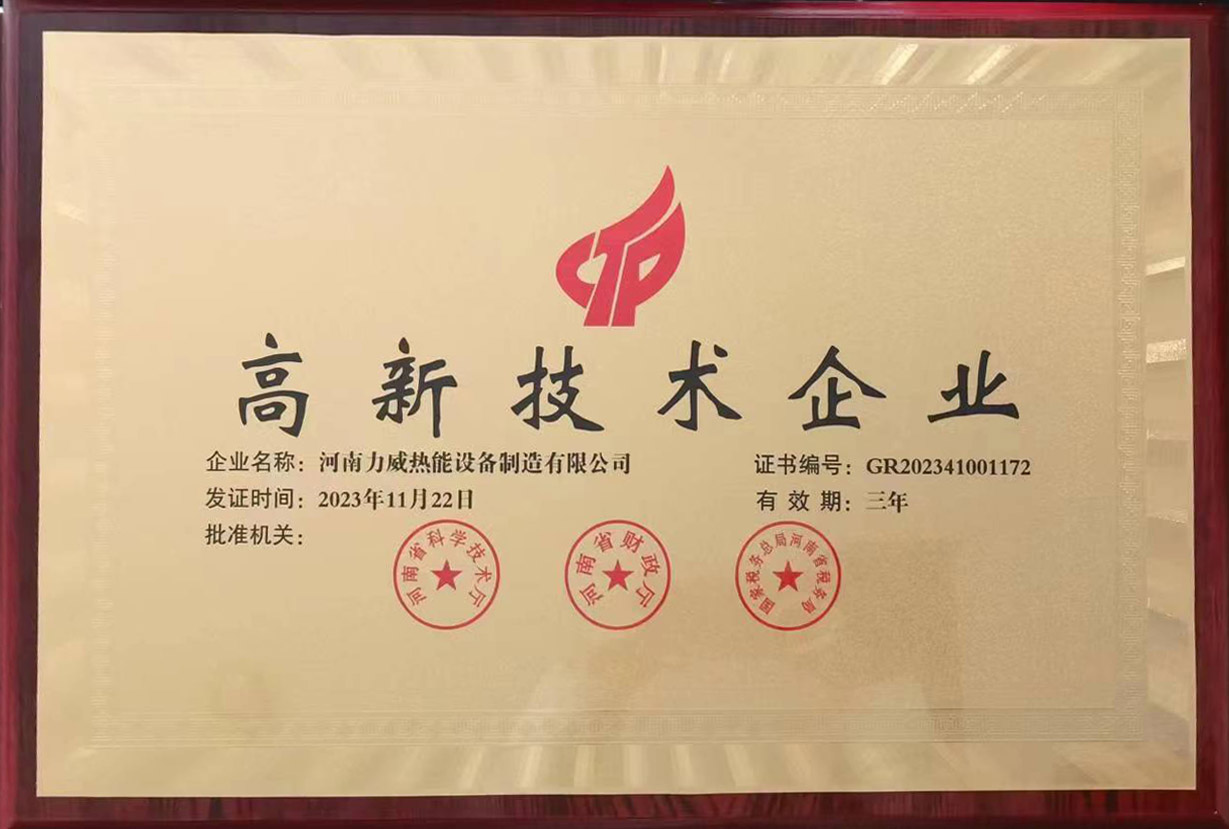 高新技术企业
企业名称：河南力威热能设备制造有限公司
证书编号：GR202341001172
发证时间：2023年11月22日
有效期：三年
批准机关：
河南省科学技术厅
河南省财政厅
国家税务总局河南省税务局